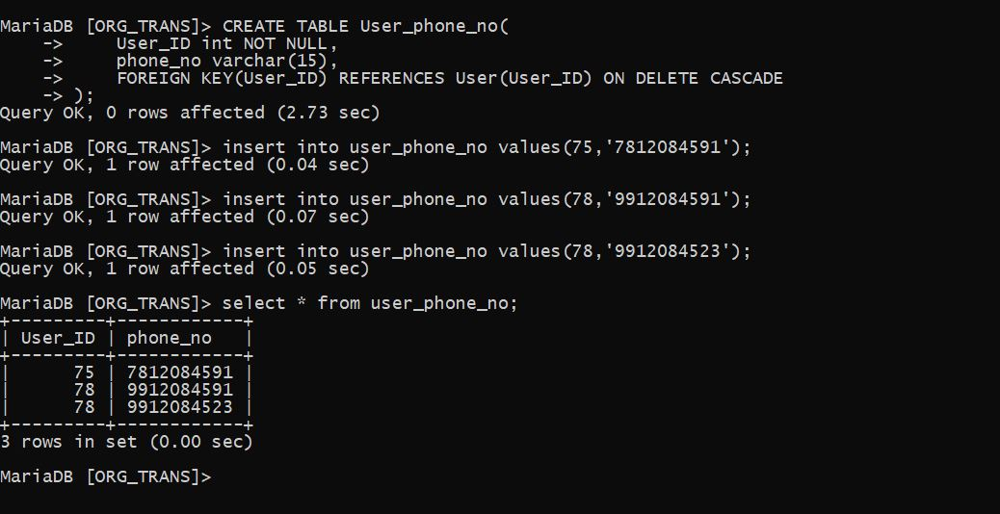 MariaDB [ORG_TRANS]> CREATE TABLE User_phone_no(
    ->     User_ID int NOT NULL,
    ->     phone_no varchar(15),
    ->     FOREIGN KEY(User_ID) REFERENCES User(User_ID) ON DELETE CASCADE
    -> );
Query OK, 0 rows affected (2.73 sec)

MariaDB [ORG_TRANS]> insert into user_phone_no values(75,'7812084591');
Query OK, 1 row affected (0.04 sec)

MariaDB [ORG_TRANS]> insert into user_phone_no values(78,'9912084591');
Query OK, 1 row affected (0.07 sec)

MariaDB [ORG_TRANS]> insert into user_phone_no values(78,'9912084523');
Query OK, 1 row affected (0.05 sec)

MariaDB [ORG_TRANS]> select * from user_phone_no;
+---------+------------+
| User_ID | phone_no   |
+---------+------------+
|      75 | 7812084591 |
|      78 | 9912084591 |
|      78 | 9912084523 |
+---------+------------+
3 rows in set (0.00 sec)

MariaDB [ORG_TRANS]>